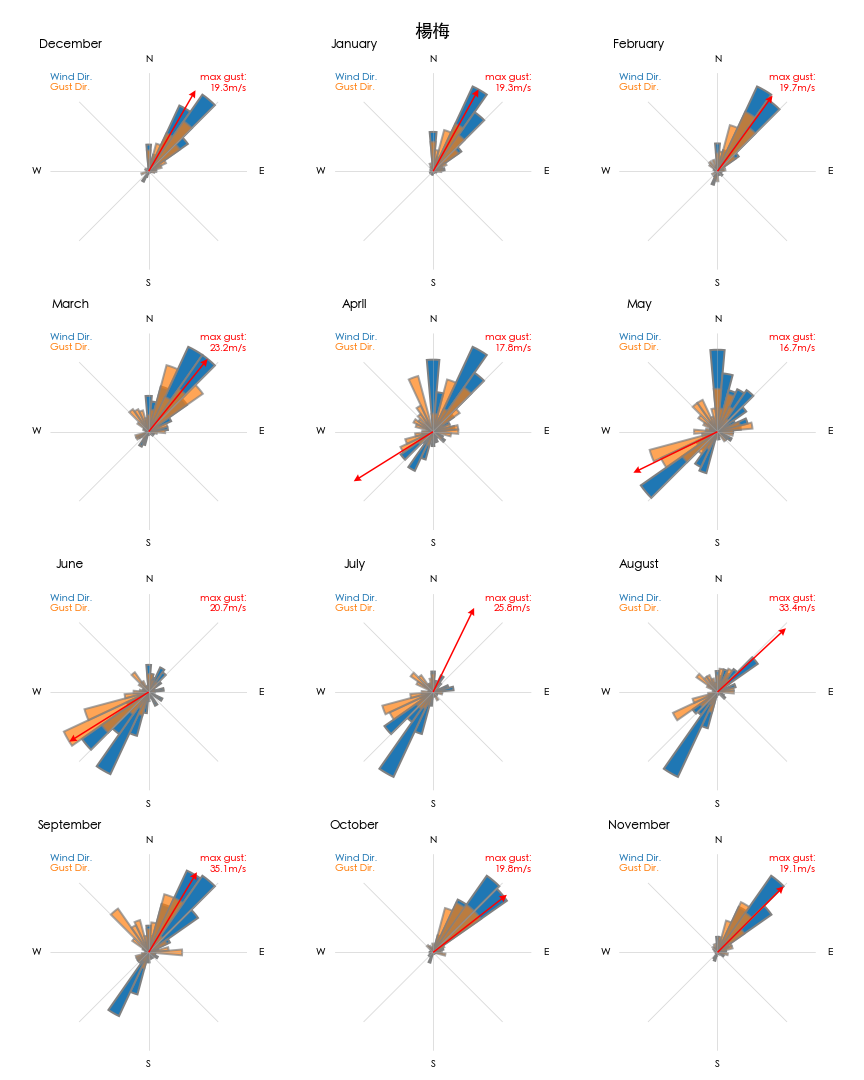 楊梅
December
N
Wind Dir.
Gust Dir.
max gust:
19.3m/s
W
E
S
January
N
Wind Dir.
Gust Dir.
max gust:
19.3m/s
W
E
S
February
N
Wind Dir.
Gust Dir.
max gust:
19.7m/s
W
E
S
March
N
Wind Dir.
Gust Dir.
max gust:
23.2m/s
W
E
S
April
N
Wind Dir.
Gust Dir.
max gust:
17.8m/s
W
E
S
May
N
Wind Dir.
Gust Dir.
max gust:
16.7m/s
W
E
S
June
N
Wind Dir.
Gust Dir.
max gust:
20.7m/s
W
E
S
July
N
Wind Dir.
Gust Dir.
max gust:
25.8m/s
W
E
S
August
N
Wind Dir.
Gust Dir.
max gust:
33.4m/s
W
E
S
September
N
Wind Dir.
Gust Dir.
max gust:
35.1m/s
W
E
S
October
N
Wind Dir.
Gust Dir.
max gust:
19.8m/s
W
E
S
November
N
Wind Dir.
Gust Dir.
max gust:
19.1m/s
W
E
S